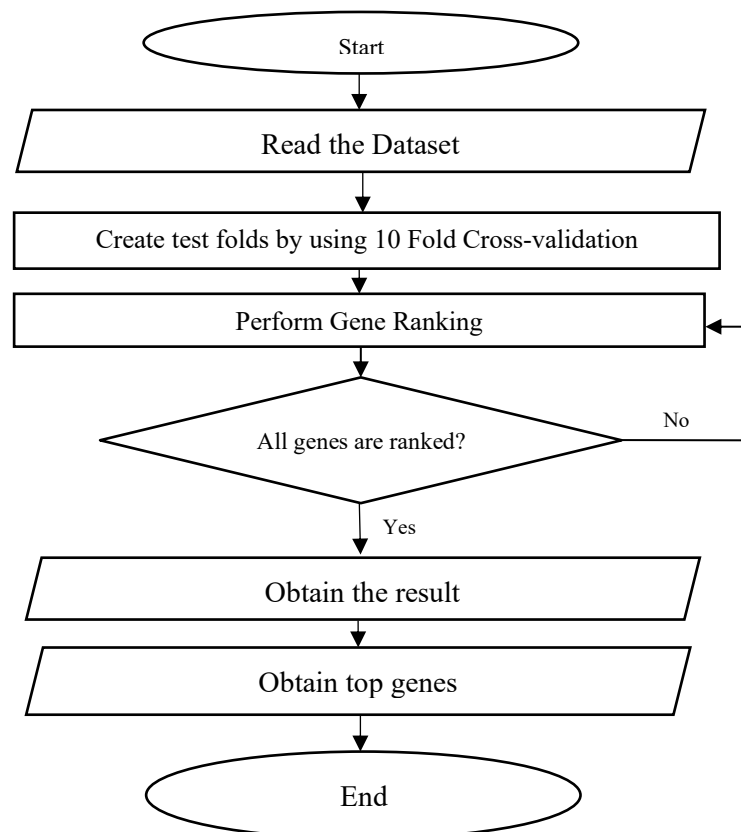 Start
Read the Dataset
Create test folds by using 10 Fold Cross-validation
Perform Gene Ranking
No
All genes are ranked?
Yes
Obtain the result
Obtain top genes
End